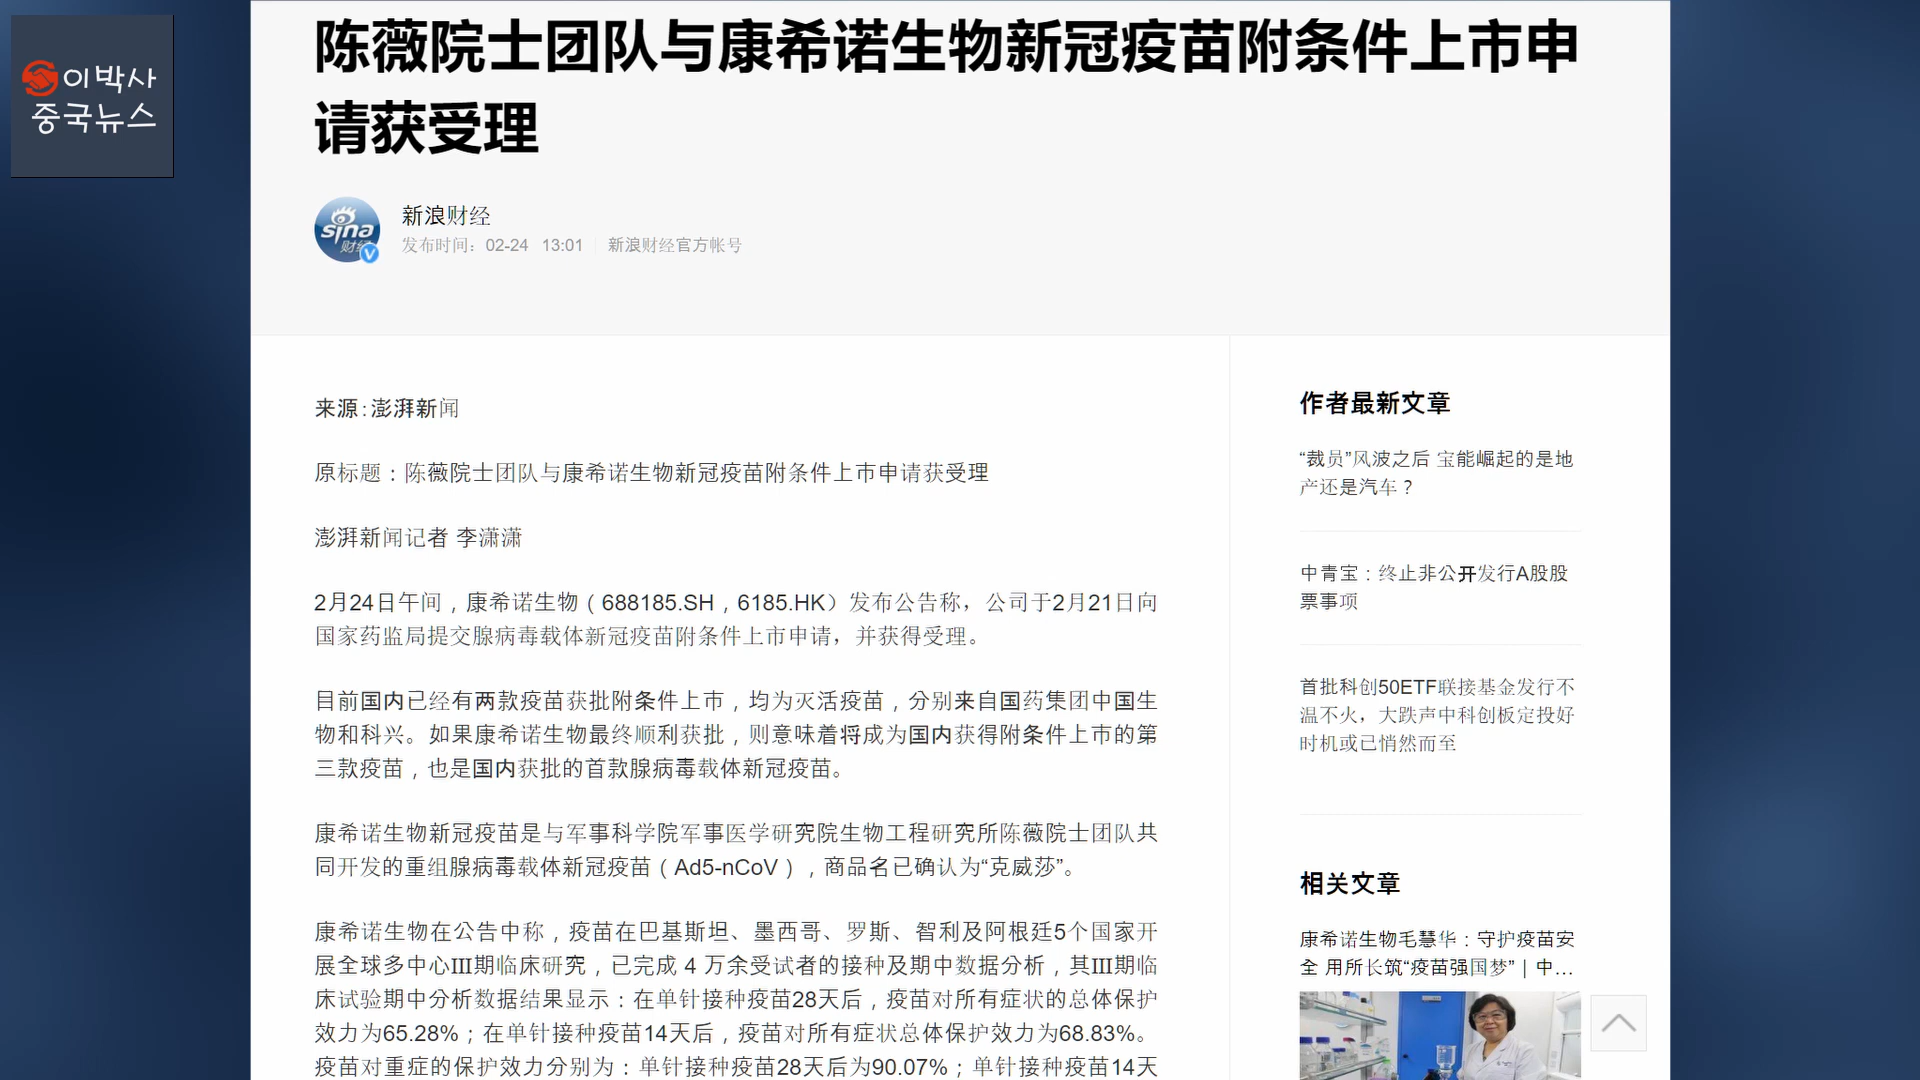 이박사
중국뉴스
陈薇院士团队与康希诺生物新冠疫苗附条件上市申
请获受理
sina
财经
新浪财经
发布时间：02-24 13:01 新浪财经官方帐号
来源：澎湃新闻
原标题：陈薇院士团队与康希诺生物新冠疫苗附条件上市申请获受理
澎湃新闻记者 李潇潇
2月24日午间，康希诺生物（688185.SH，6185.HK）发布公告称，公司于2月21日向
国家药监局提交腺病毒载体新冠疫苗附条件上市申请，并获得受理。
目前国内已经有两款疫苗获批附条件上市，均为灭活疫苗，分别来自国药集团中国生
物和科兴。如果康希诺生物最终顺利获批，则意味着将成为国内获得附条件上市的第
三款疫苗，也是国内获批的首款腺病毒载体新冠疫苗。
康希诺生物新冠疫苗是与军事科学院军事医学研究院生物工程研究所陈薇院士团队共
同开发的重组腺病毒载体新冠疫苗（Ad5-nCoV），商品名已确认为“克威莎”。
康希诺生物在公告中称，疫苗在巴基斯坦、墨西哥、罗斯、智利及阿根廷5个国家开
展全球多中心III期临床研究，已完成 4 万余受试者的接种及期中数据分析，其III期临
床试验期中分析数据结果显示：在单针接种疫苗28天后，疫苗对所有症状的总体保护
效力为65.28%；在单针接种疫苗14天后，疫苗对所有症状总体保护效力为68.83%。
疫苗对重症的保护效力分别为：单针接种疫苗28天后为90.07%；单针接种疫苗14天
作者最新文章
“裁员”风波之后 宝能崛起的是地
产还是汽车？
中青宝：终止非公开发行A股股
票事项
首批科创50ETF联接基金发行不
温不火，大跌声中科创板定投好
时机或已悄然而至
相关文章
康希诺生物毛慧华：守护疫苗安
全 用所长筑“疫苗强国梦”｜中...